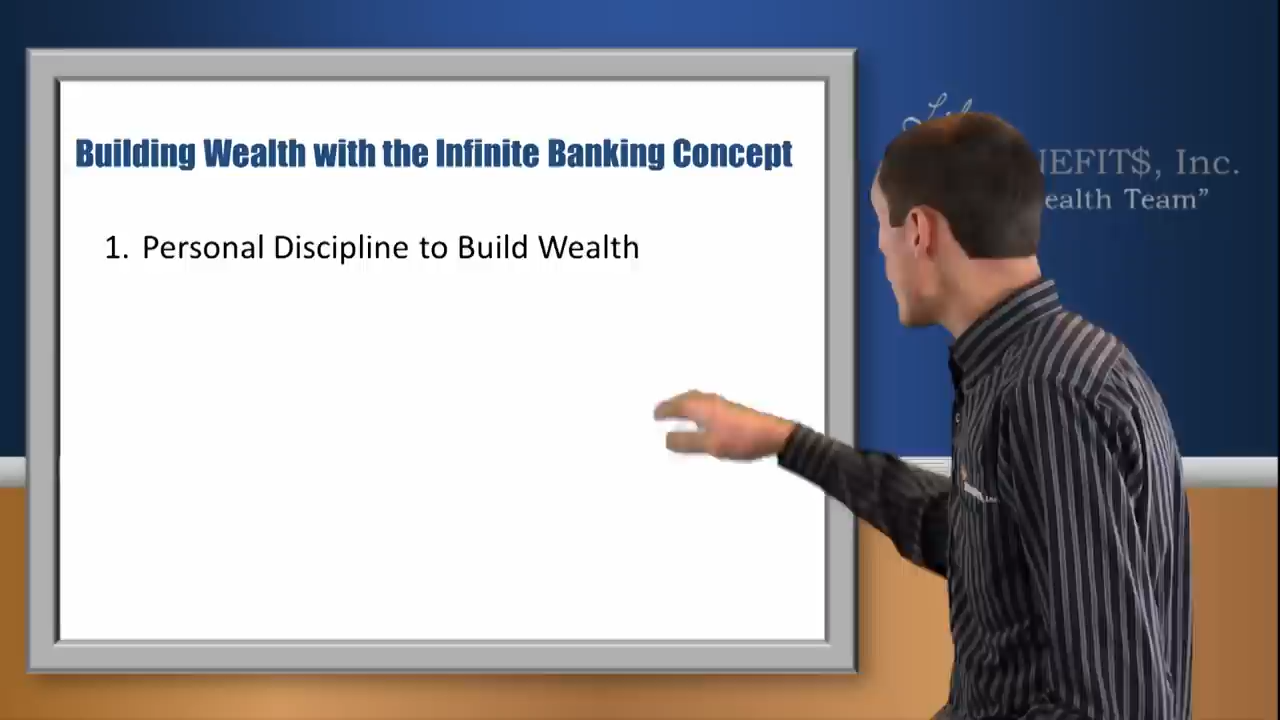 Building Wealth with the Infinite Banking Concept
1. Personal Discipline to Build Wealth
NEFIT$, Inc.
ealth Team”